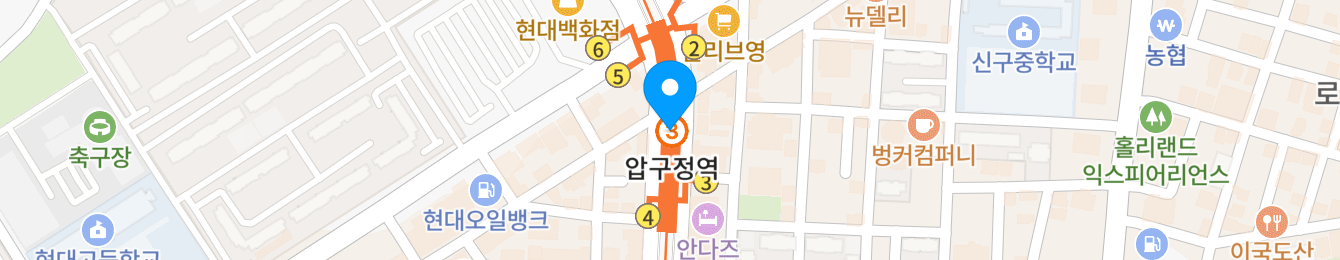 현대백화점
6
5
2
올리브영
뉴델리
신구중학교
농협
로
축구장
3
압구정역
3
4
벙커컴퍼니
홀리랜드
익스피어리언스
현대오일뱅크
안다즈
현대고등학교
이국도산